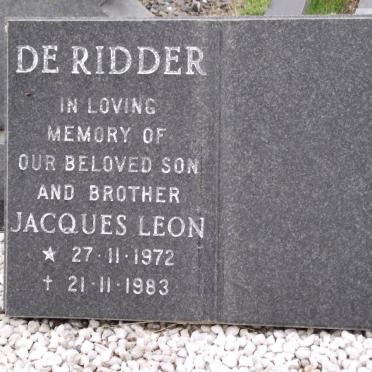 DE RIDDER
IN LOVING
MEMORY OF
OUR BELOVED SON
AND BROTHER
JACQUES LEON
★ 27·11·1972
† 21·11·1983